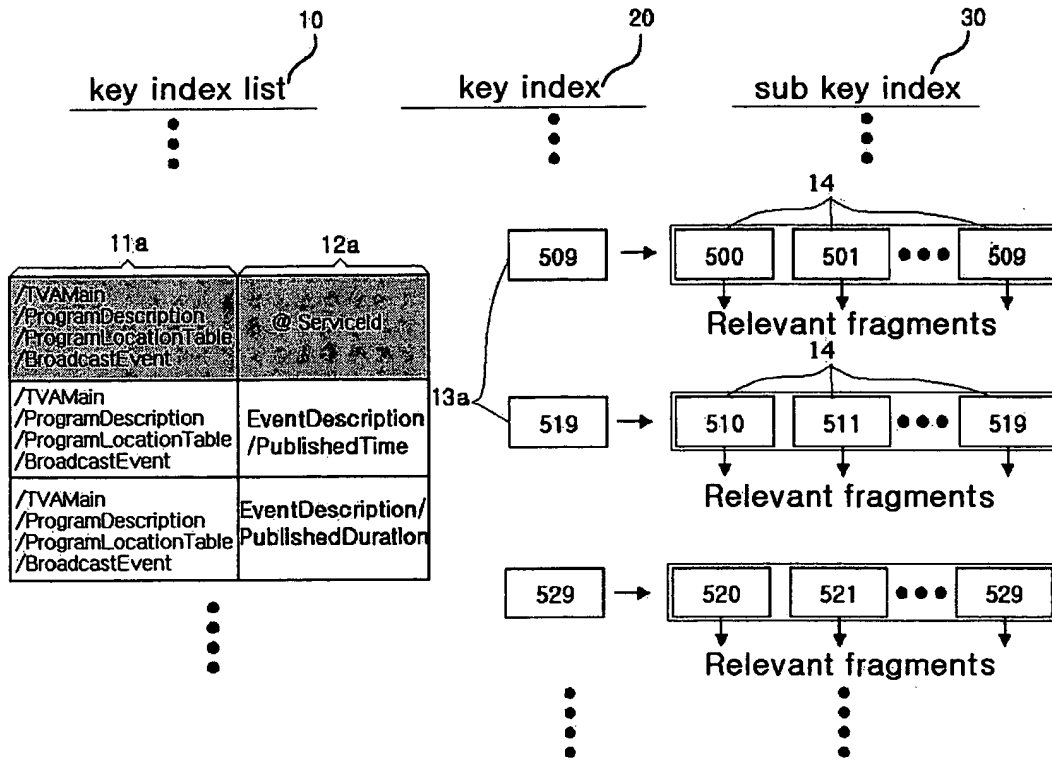 10
20
30
key index list
key index
sub key index
14
11a
12a
509
500
501
509
/TVAMain
/ProgramDescription
/ProgramLocationTable
/BroadcastEvent
@ ServiceId
Relevant fragments
14
13a
/TVAMain
/ProgramDescription
/ProgramLocationTable
/BroadcastEvent
EventDescription
/PublishedTime
519
510
511
519
Relevant fragments
/TVAMain
/ProgramDescription
/ProgramLocationTable
/BroadcastEvent
EventDescription/
PublishedDuration
529
520
521
529
Relevant fragments